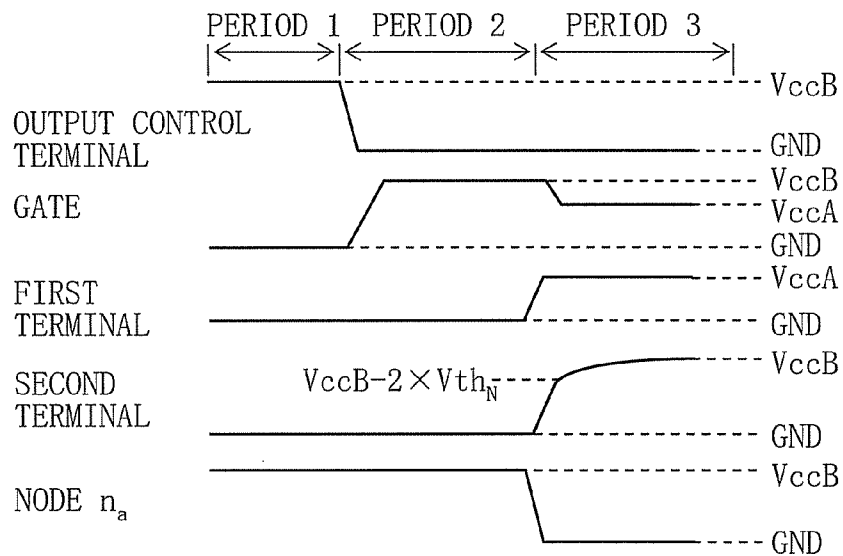 PERIOD 1 PERIOD 2 PERIOD 3
VccB
OUTPUT CONTROL
TERMINAL
GND
VccB
GATE
VccA
GND
VccA
FIRST
TERMINAL
GND
VccB
SECOND
TERMINAL
VccB-2×Vth_N
GND
VccB
NODE n_a
GND